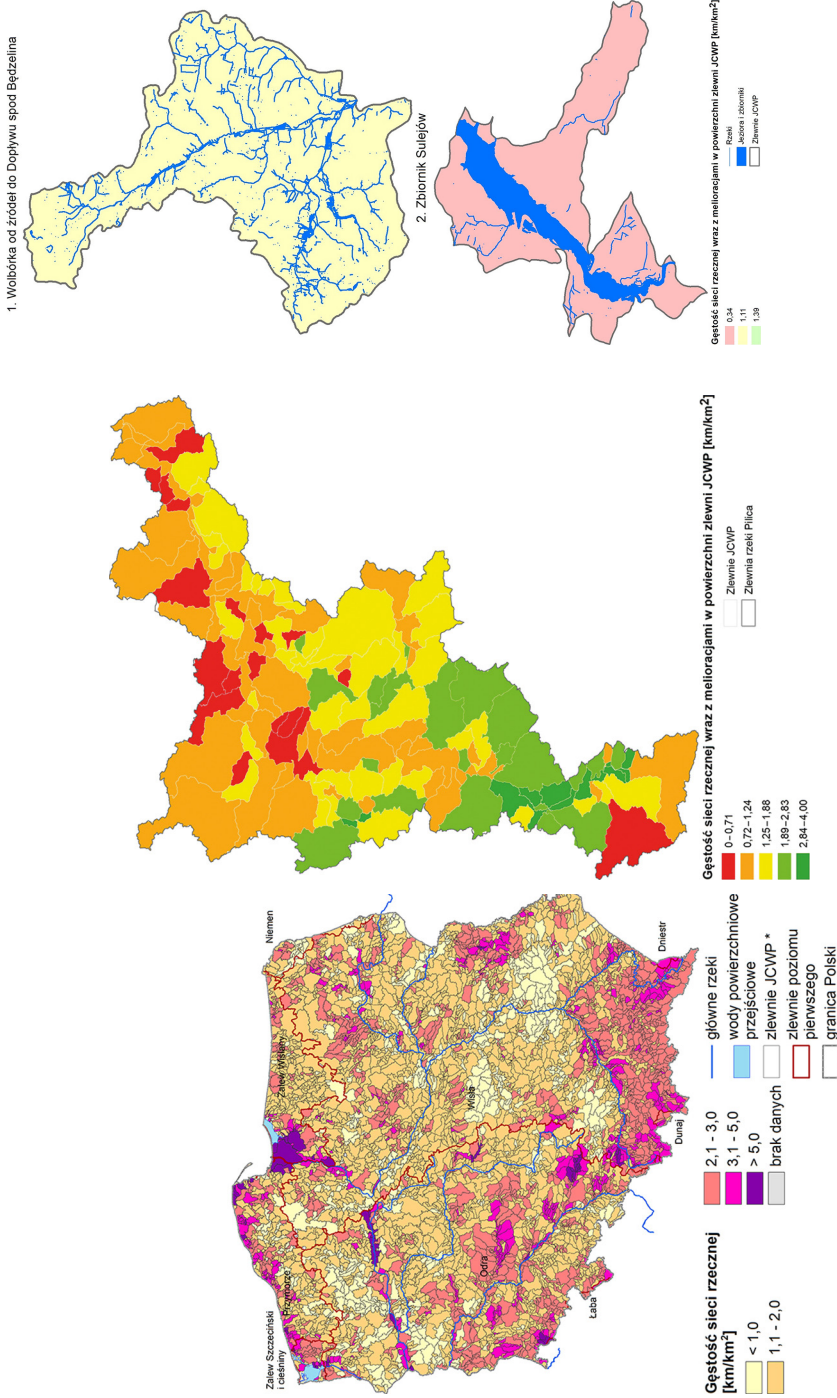 Zalew Szczeciński
i cieśniny
Przymorze
Zalew Wiślany
Niemen
Wisła
Odra
Łaba
Dunaj
Dniestr
Gęstość sieci rzecznej
[km/km²]
< 1,0
1,1 - 2,0
2,1 - 3,0
3,1 - 5,0
> 5,0
brak danych
główne rzeki
wody powierzchniowe
przejściowe
zlewnie JCWP *
zlewnie poziomu
pierwszego
granica Polski
Gęstość sieci rzecznej wraz z melioracjami w powierzchni zlewni JCWP [km/km²]
0–0,71
0,72–1,24
1,25–1,88
1,89–2,83
2,84–4,00
Zlewnie JCWP
Zlewnia rzeki Pilica
1. Wolbórka od źródeł do Dopływu spod Będzelina
2. Zbiornik Sulejów
Gęstość sieci rzecznej wraz z melioracjami w powierzchni zlewni JCWP [km/km²]
0,34
1,11
1,39
Rzeki
Jeziora i zbiorniki
Zlewnie JCWP